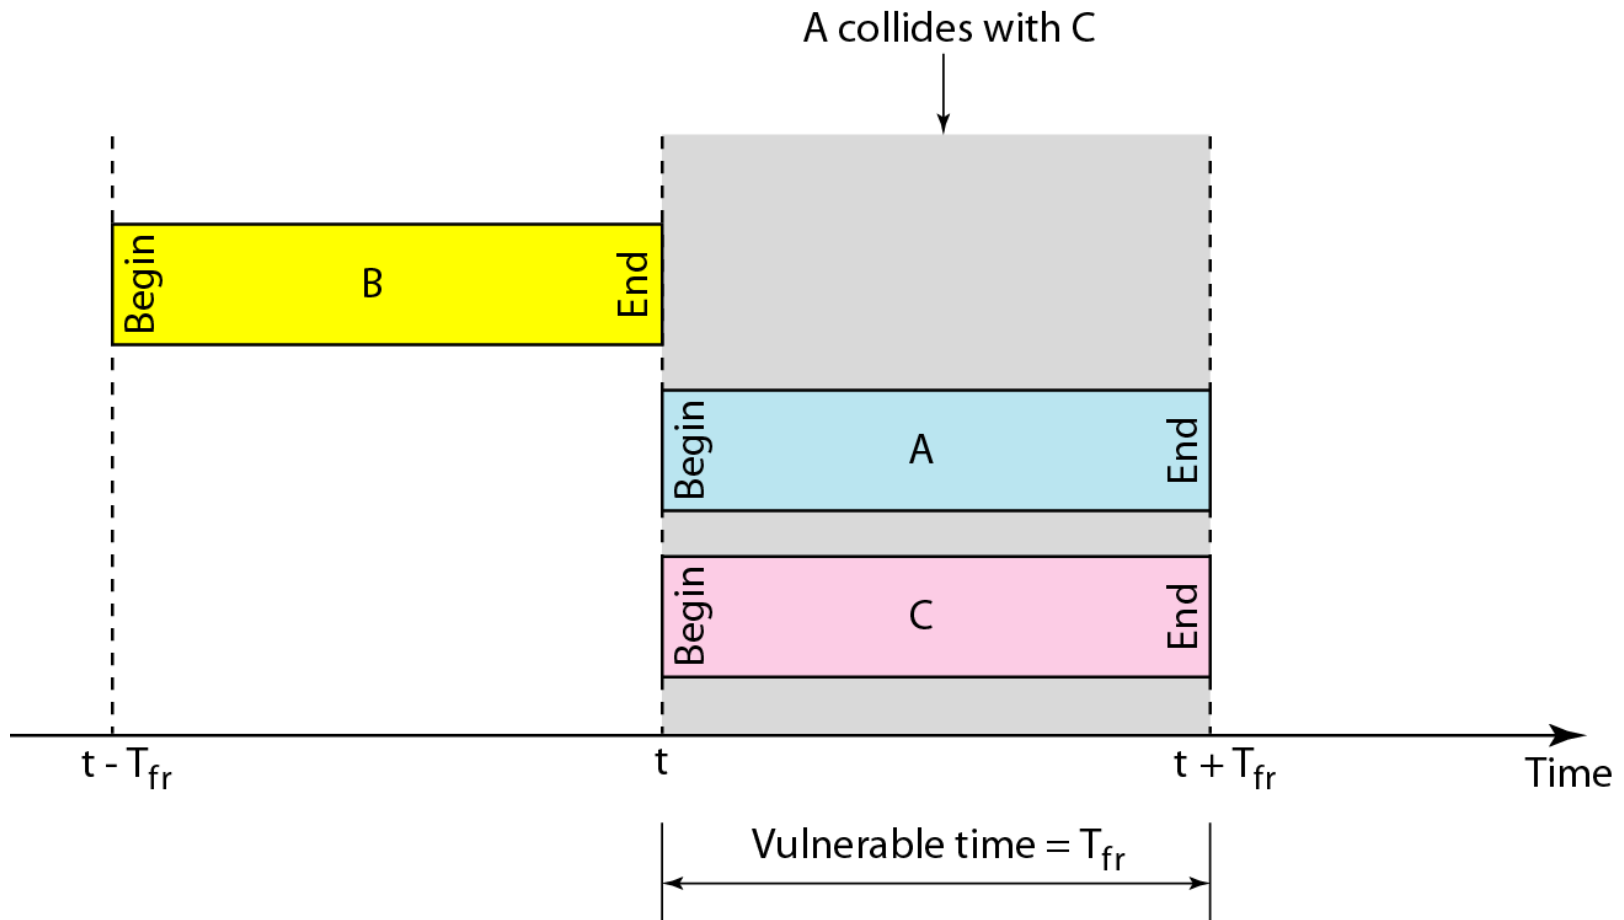 A collides with C
Begin B End
Begin A End
Begin C End
t - Tfr t t + Tfr
Time
Vulnerable time = Tfr